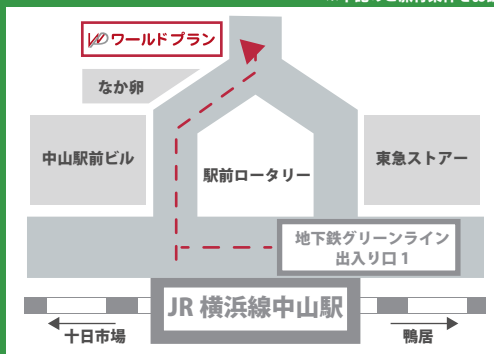 ワールドプラン
なか卵
中山駅前ビル
駅前ロータリー
東急ストアー
地下鉄グリーンライン
出入り口1
JR 横浜線中山駅
十日市場
鴨居